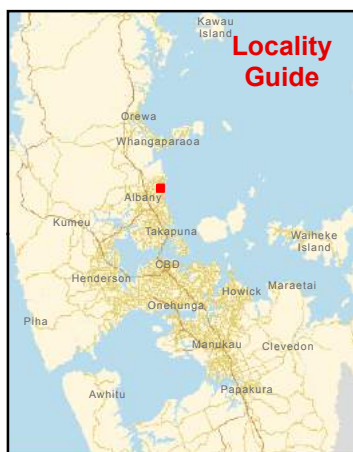 Kawau
Island
Locality
Guide
Orewa
Whangaparaoa
Albany
Kumeu
Takapuna
Waiheke
Island
CBD
Henderson
Howick
Maraetai
Onehunga
Piha
Manukau
Clevedon
Papakura
Awhitu